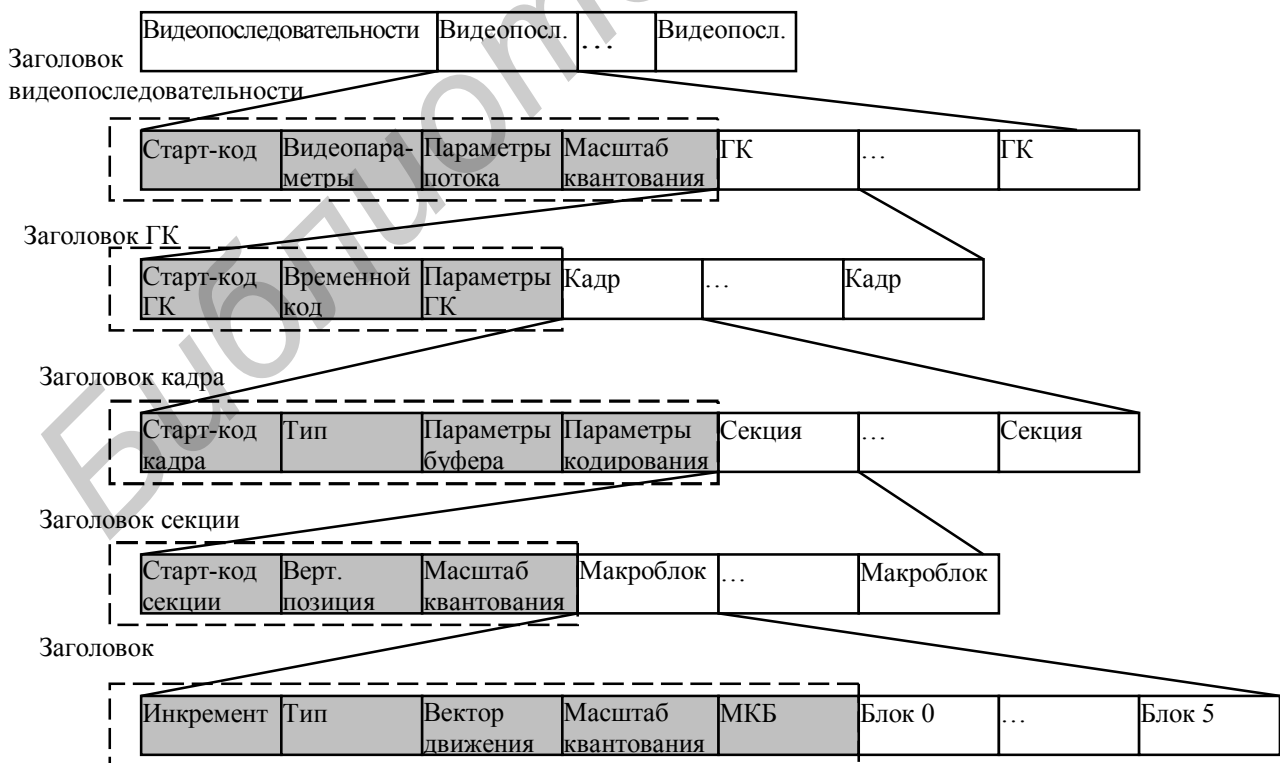 Видеопоследовательности Видеопосл. … Видеопосл.
Заголовок
видеопоследовательности
Старт-код Видеопара- Параметры Масштаб ГК … ГК
метры потока квантования
Заголовок ГК
Старт-код Временной Параметры Кадр … Кадр
ГК код ГК
Заголовок кадра
Старт-код Тип Параметры Параметры Секция … Секция
кадра буфера кодирования
Заголовок секции
Старт-код Верт. Масштаб Макроблок … Макроблок
секции позиция квантования
Заголовок
Инкремент Тип Вектор Масштаб МКБ Блок 0 … Блок 5
движения квантования